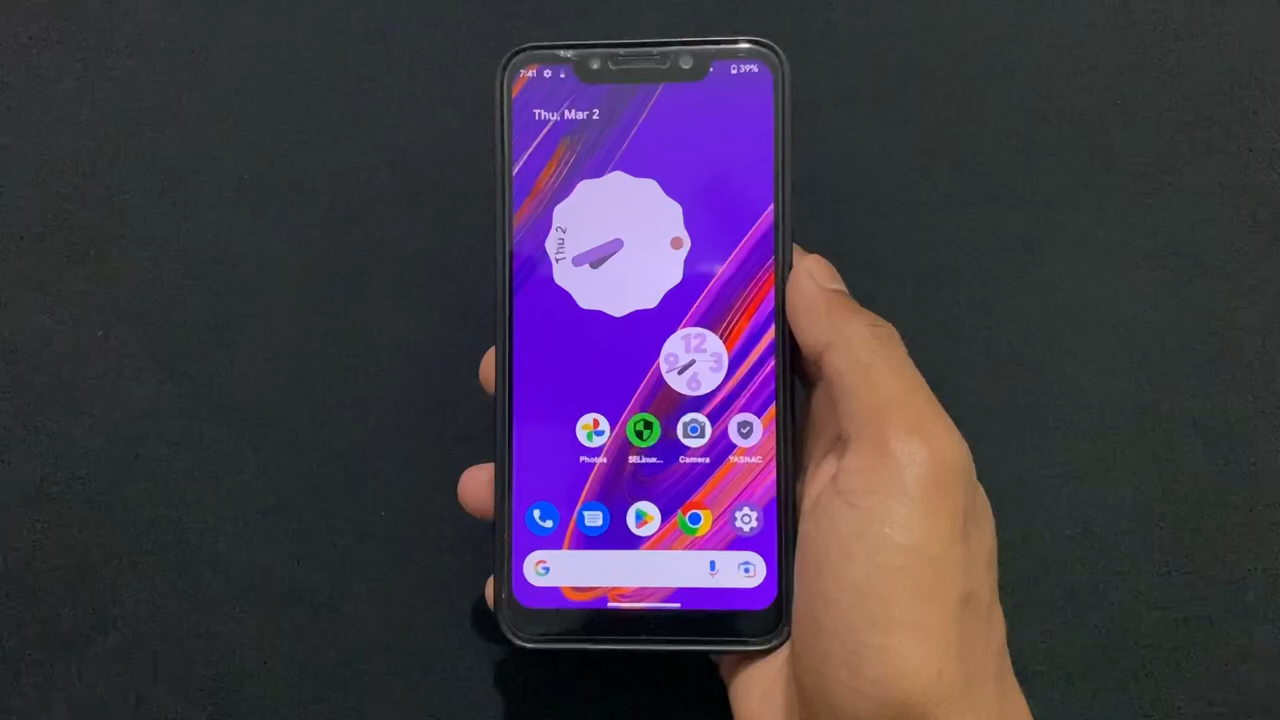 7:41
39%
Thu, Mar 2
Thu 2
12
9 3
6
Photos SELinux... Camera YASNAC
G